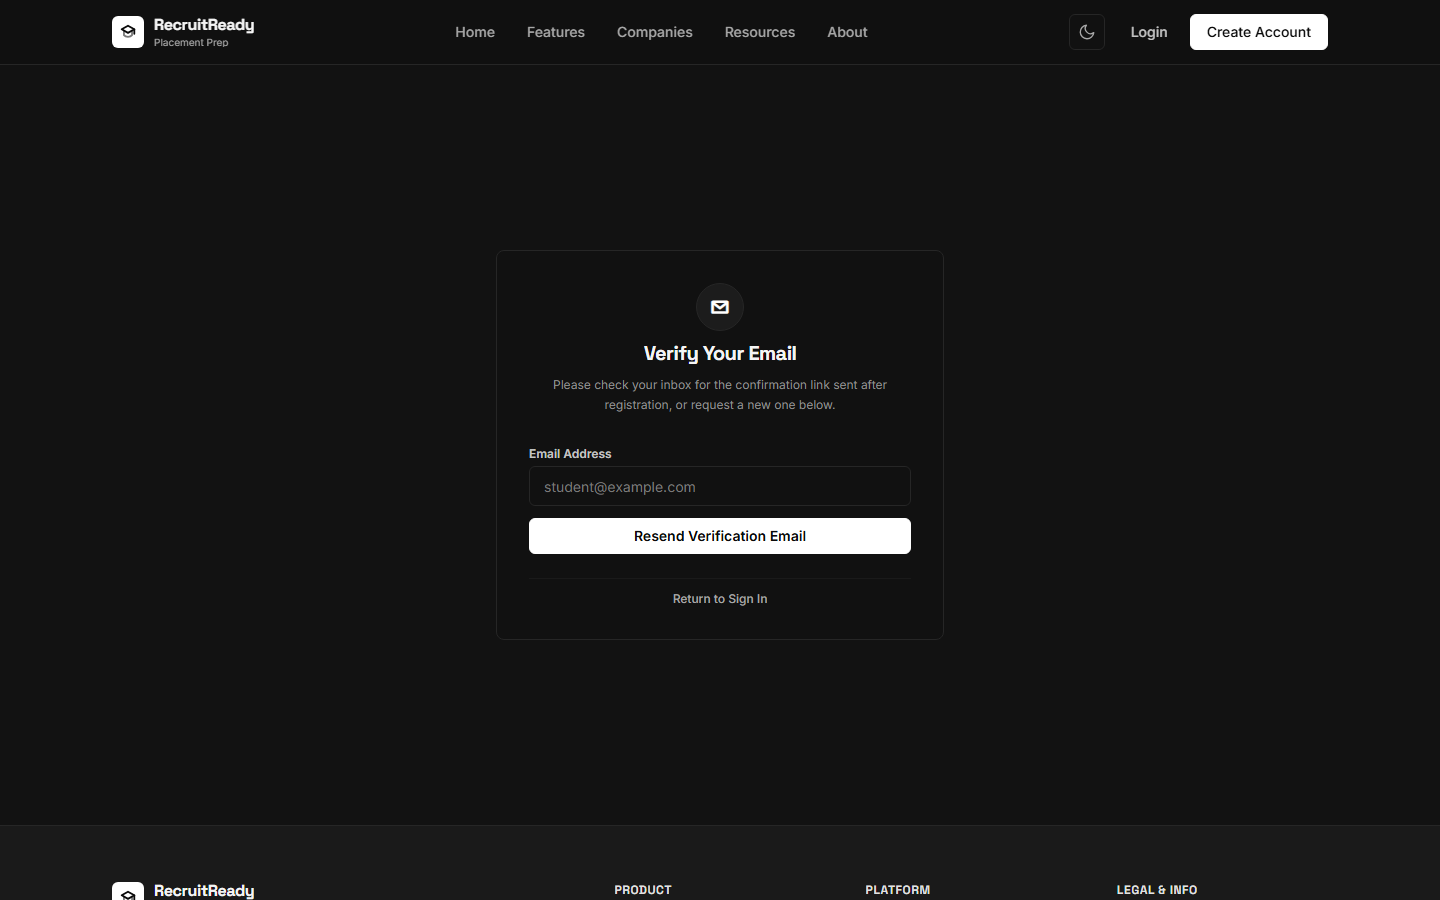 RecruitReady
Placement Prep
Home
Features
Companies
Resources
About
Login
Create Account
Verify Your Email
Please check your inbox for the confirmation link sent after
registration, or request a new one below.
Email Address
student@example.com
Resend Verification Email
Return to Sign In
RecruitReady
PRODUCT
PLATFORM
LEGAL & INFO